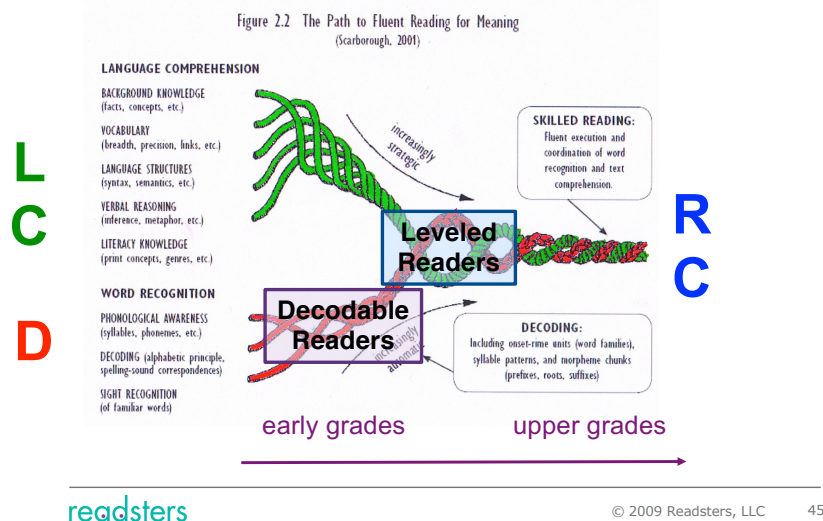 Figure 2.2 The Path to Fluent Reading for Meaning
(Scarborough, 2001)
LANGUAGE COMPREHENSION
BACKGROUND KNOWLEDGE
(facts, concepts, etc.)
VOCABULARY
(breadth, precision, links, etc.)
LANGUAGE STRUCTURES
(syntax, semantics, etc.)
VERBAL REASONING
(inference, metaphor, etc.)
LITERACY KNOWLEDGE
(print concepts, genres, etc.)
WORD RECOGNITION
PHONOLOGICAL AWARENESS
(syllables, phonemes, etc.)
DECODING (alphabetic principle,
spelling-sound correspondences)
SIGHT RECOGNITION
(of familiar words)
L
C
D
increasingly
strategic
SKILLED READING:
Fluent execution and
coordination of word
recognition and text
comprehension.
Leveled
Readers
R
C
Decodable
Readers
increasingly
DECODING:
Including onset-rime units (word families),
syllable patterns, and morpheme chunks
(prefixes, roots, suffixes)
early grades
upper grades
readsters
© 2009 Readsters, LLC
45